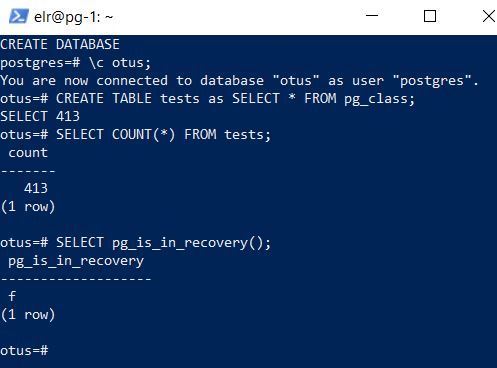 elr@pg-1: ~
CREATE DATABASE
postgres=# \c otus;
You are now connected to database "otus" as user "postgres".
otus=# CREATE TABLE tests as SELECT * FROM pg_class;
SELECT 413
otus=# SELECT COUNT(*) FROM tests;
 count
-------
   413
(1 row)

otus=# SELECT pg_is_in_recovery();
 pg_is_in_recovery
-------------------
 f
(1 row)

otus=#